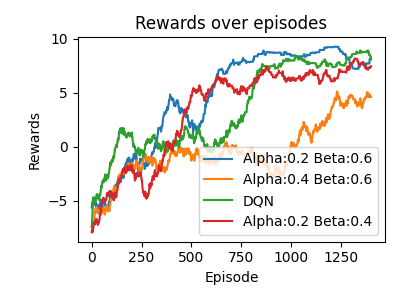 Rewards over episodes
Rewards
10
5
0
−5
0
250
500
750
1000
1250
Episode
Alpha:0.2 Beta:0.6
Alpha:0.4 Beta:0.6
DQN
Alpha:0.2 Beta:0.4